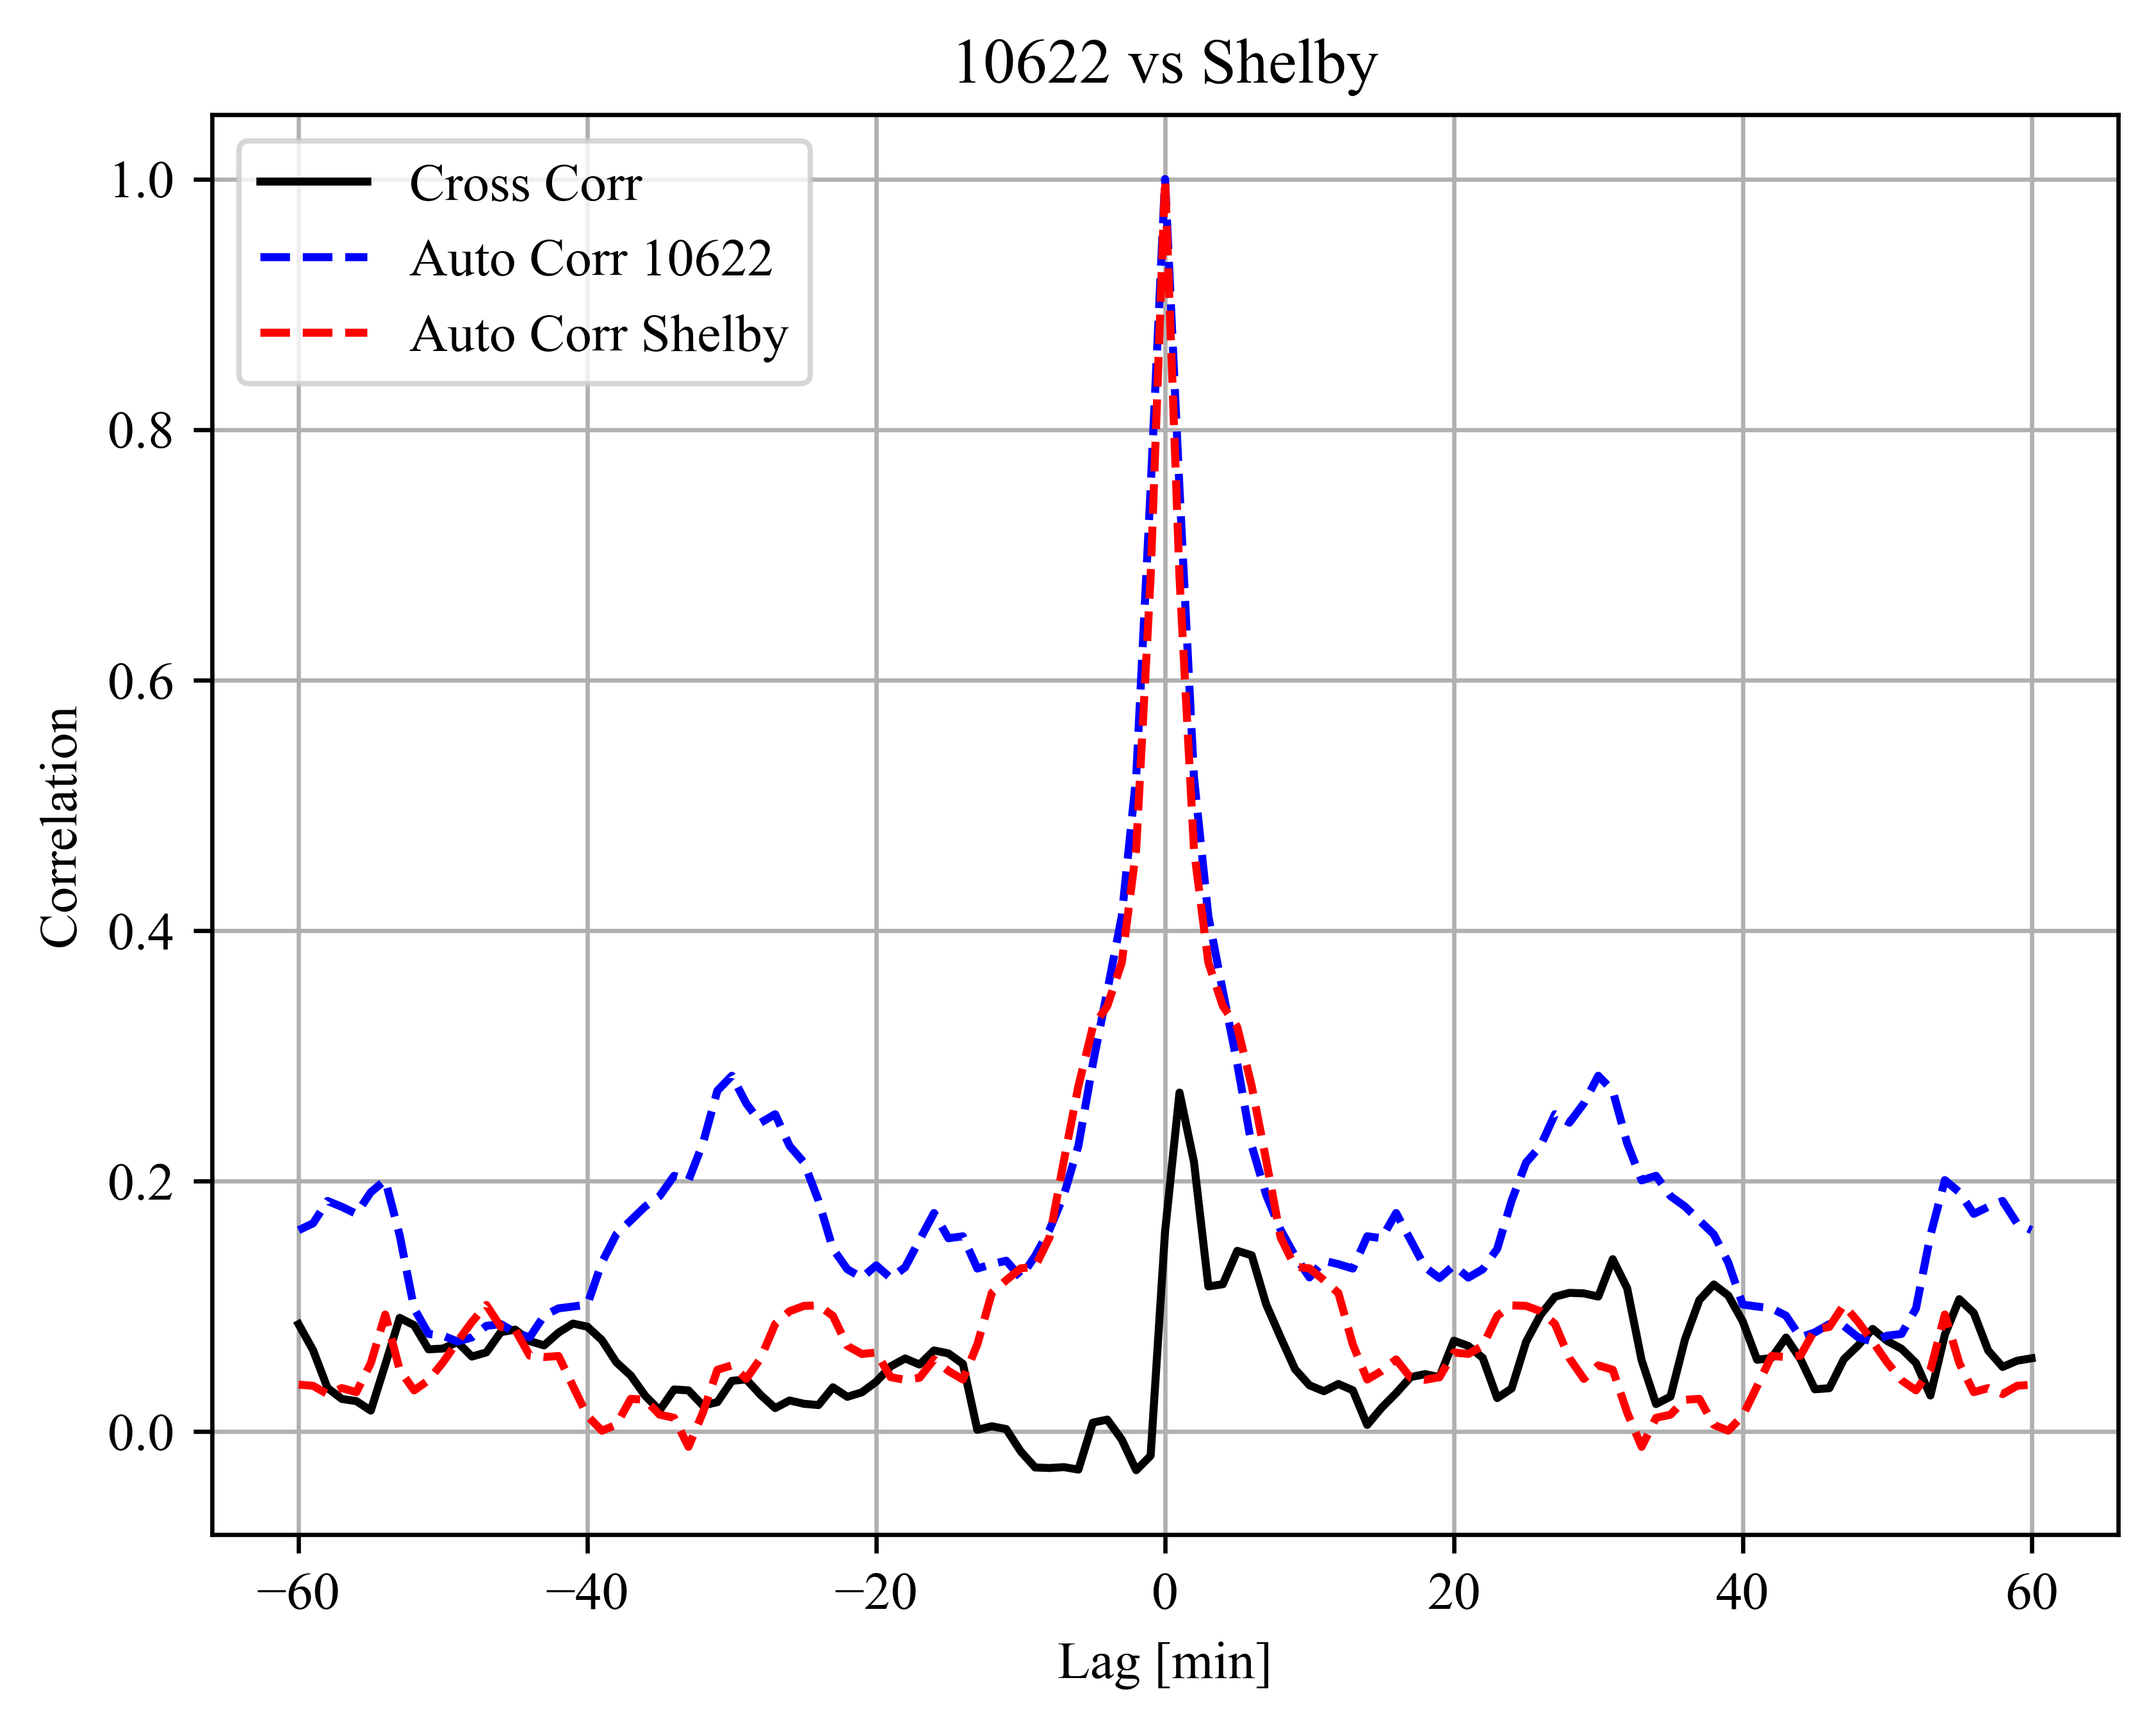 10622 vs Shelby
Cross Corr
Auto Corr 10622
Auto Corr Shelby
1.0
0.8
0.6
0.4
0.2
0.0
Correlation
−60 −40 −20 0 20 40 60
Lag [min]